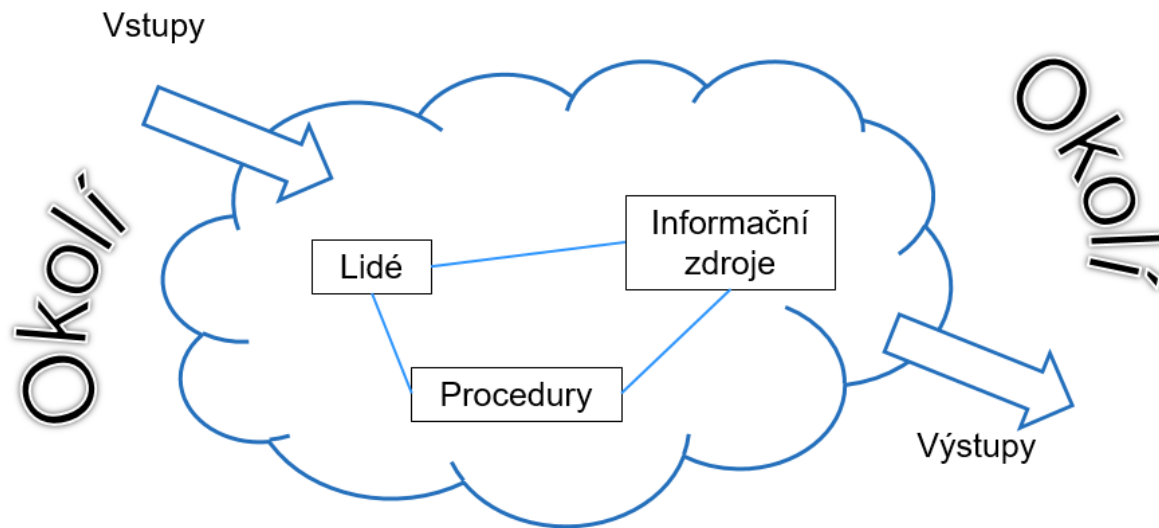 Vstupy
Okolí
Okolí
Informační
zdroje
Lidé
Procedury
Výstupy